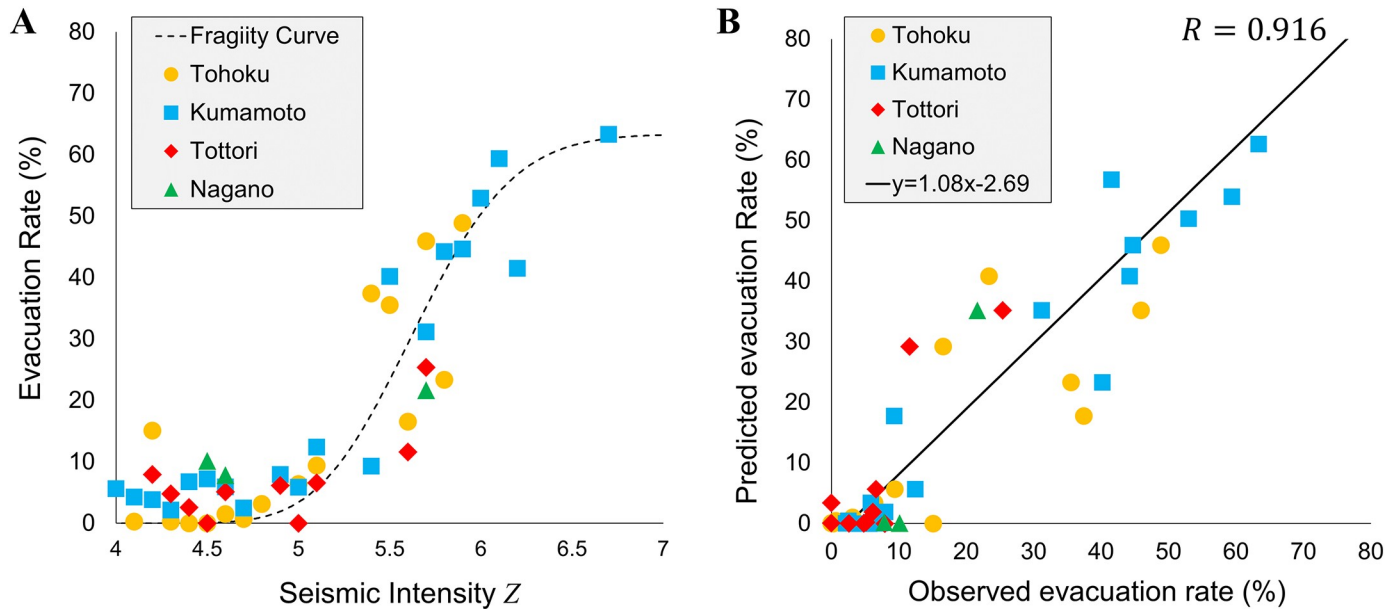 A
Evacuation Rate (%)
80
70
60
50
40
30
20
10
0
Fragiity Curve
Tohoku
Kumamoto
Tottori
Nagano
4
4.5
5
5.5
6
6.5
7
Seismic Intensity Z
B
Predicted evacuation Rate (%)
80
70
60
50
40
30
20
10
0
Tohoku
Kumamoto
Tottori
Nagano
y=1.08x-2.69
R = 0.916
0
10
20
30
40
50
60
70
80
Observed evacuation rate (%)